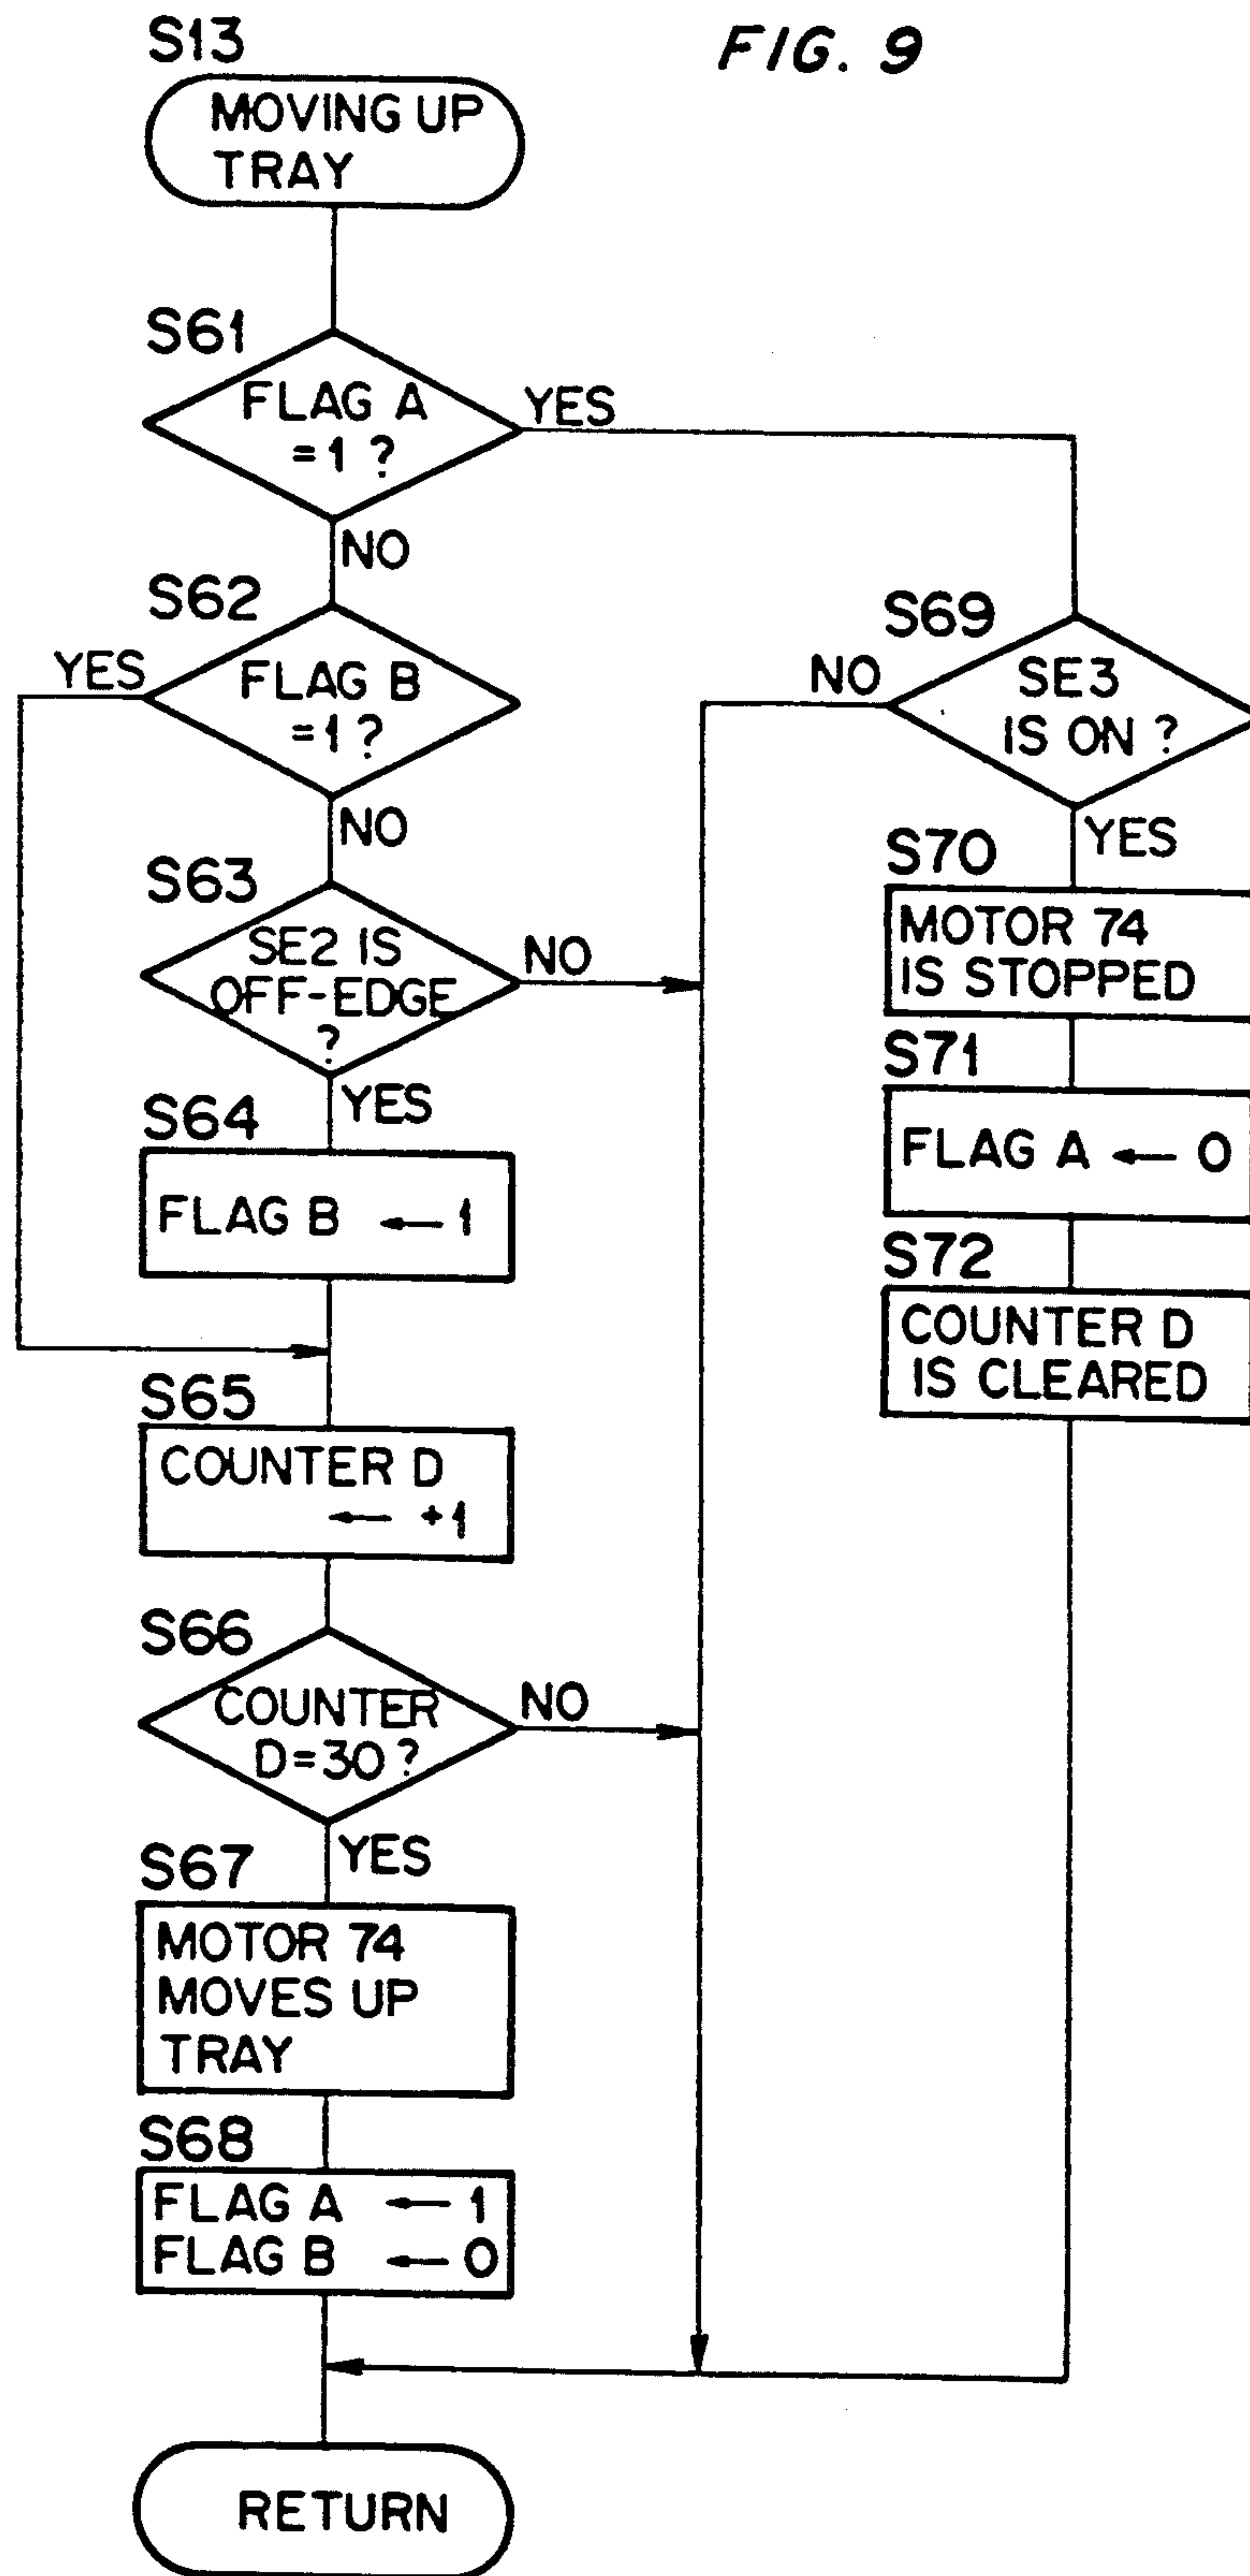 FIG. 9
S13
MOVING UP
TRAY
S61
FLAG A
=1 ?
YES
NO
S62
FLAG B
=1 ?
YES
NO
S63
SE2 IS
OFF-EDGE
?
NO
YES
S64
FLAG B ← 1
S65
COUNTER D
← +1
S66
COUNTER
D=30 ?
NO
YES
S67
MOTOR 74
MOVES UP
TRAY
S68
FLAG A ← 1
FLAG B ← 0
S69
SE3
IS ON ?
NO
YES
S70
MOTOR 74
IS STOPPED
S71
FLAG A ← 0
S72
COUNTER D
IS CLEARED
RETURN